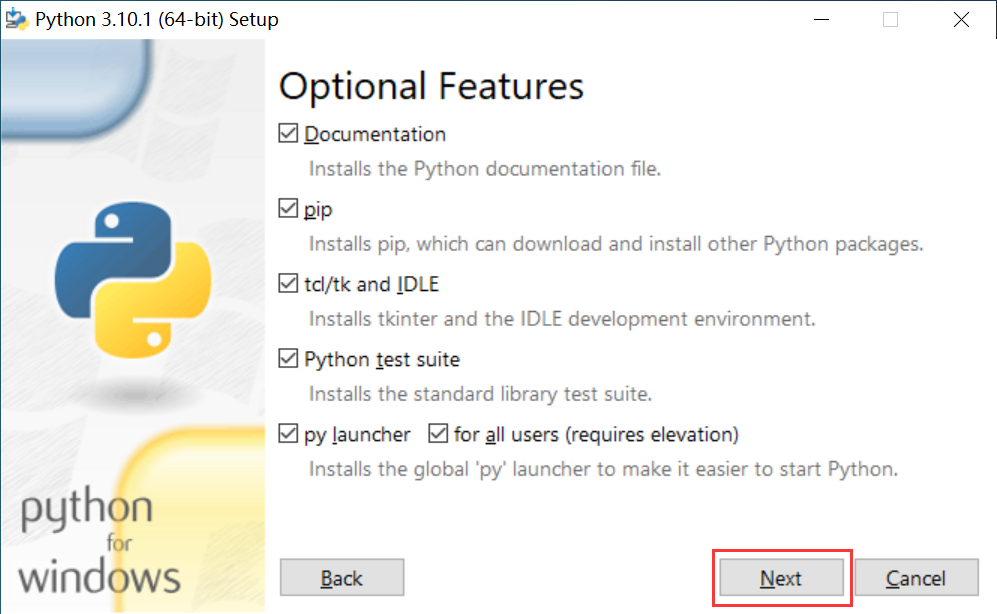 Python 3.10.1 (64-bit) Setup
Optional Features
Documentation
Installs the Python documentation file.
pip
Installs pip, which can download and install other Python packages.
tcl/tk and IDLE
Installs tkinter and the IDLE development environment.
Python test suite
Installs the standard library test suite.
py launcher for all users (requires elevation)
Installs the global 'py' launcher to make it easier to start Python.
python
for
windows
Back Next Cancel